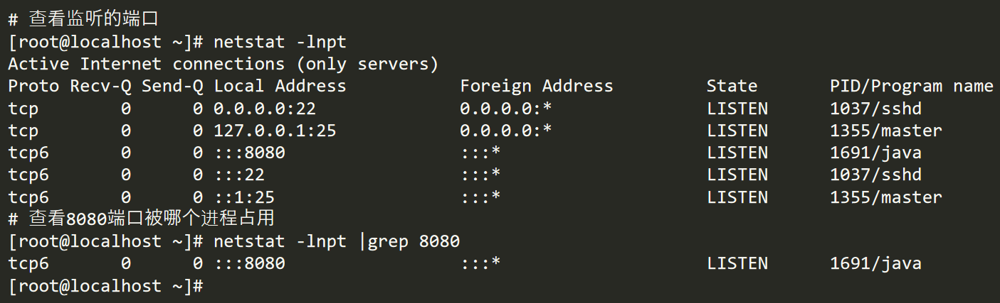 # 查看监听的端口
[root@localhost ~]# netstat -lnpt
Active Internet connections (only servers)
Proto Recv-Q Send-Q Local Address           Foreign Address         State       PID/Program name
tcp        0      0 0.0.0.0:22              0.0.0.0:*               LISTEN      1037/sshd
tcp        0      0 127.0.0.1:25            0.0.0.0:*               LISTEN      1355/master
tcp6       0      0 :::8080                 :::*                    LISTEN      1691/java
tcp6       0      0 :::22                   :::*                    LISTEN      1037/sshd
tcp6       0      0 ::1:25                  :::*                    LISTEN      1355/master
# 查看8080端口被哪个进程占用
[root@localhost ~]# netstat -lnpt |grep 8080
tcp6       0      0 :::8080                 :::*                    LISTEN      1691/java
[root@localhost ~]#